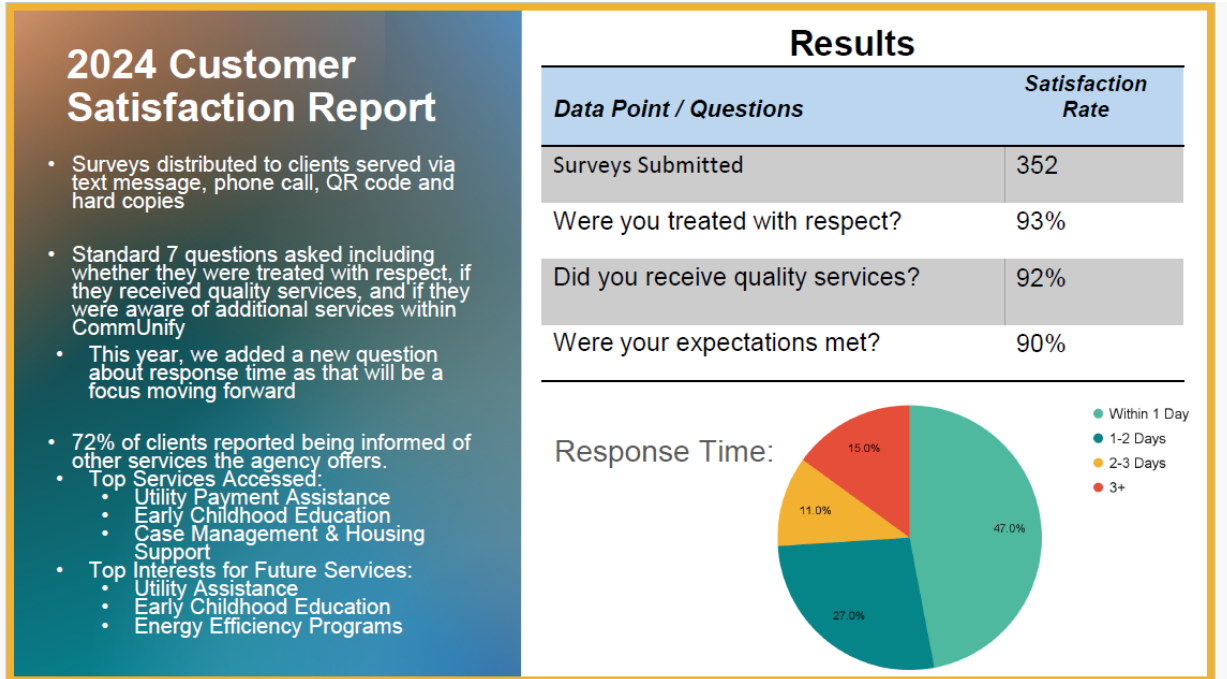 2024 Customer
Satisfaction Report
• Surveys distributed to clients served via
text message, phone call, QR code and
hard copies
• Standard 7 questions asked including
whether they were treated with respect, if
they received quality services, and if they
were aware of additional services within
CommUnify
• This year, we added a new question
about response time as that will be a
focus moving forward
• 72% of clients reported being informed of
other services the agency offers.
• Top Services Accessed:
• Utility Payment Assistance
• Early Childhood Education
• Case Management & Housing
Support
• Top Interests for Future Services:
• Utility Assistance
• Early Childhood Education
• Energy Efficiency Programs
Results
Data Point / Questions
Satisfaction
Rate
Surveys Submitted 352
Were you treated with respect? 93%
Did you receive quality services? 92%
Were your expectations met? 90%
Response Time:
15.0%
11.0%
47.0%
27.0%
Within 1 Day
1-2 Days
2-3 Days
3+